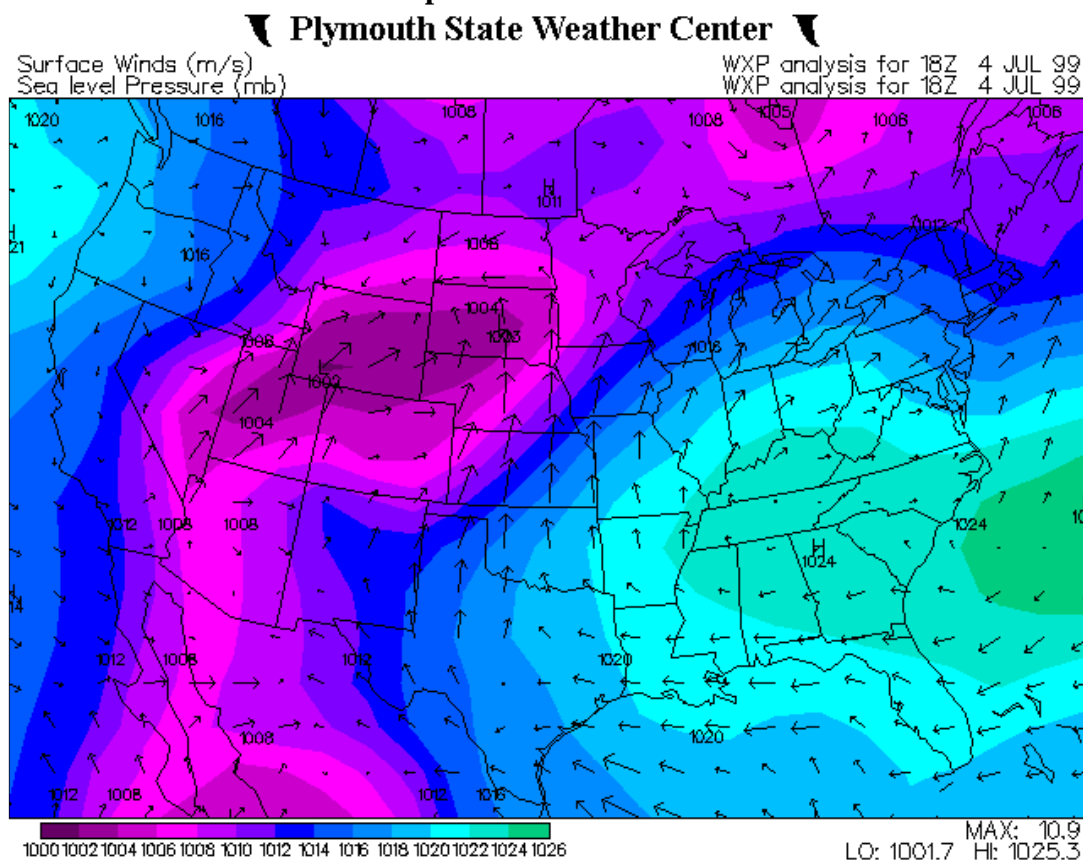 Plymouth State Weather Center
Surface Winds (m/s) WXP analysis for 18Z 4 JUL 99
Sea level Pressure (mb) WXP analysis for 18Z 4 JUL 99
1020 1016 1008 1008 1005 1008 1008
H
1011
21 1016 1008 1012
1004
1008 1003 1016
L
1002
1004
1012 1008 1008 1024
H
1024
14
1012 1008 1012 1020
1008 1020
1012 1008 1012 1016
1000 1002 1004 1006 1008 1010 1012 1014 1016 1018 1020 1022 1024 1026
MAX: 10.9
LO: 1001.7 HI: 1025.3